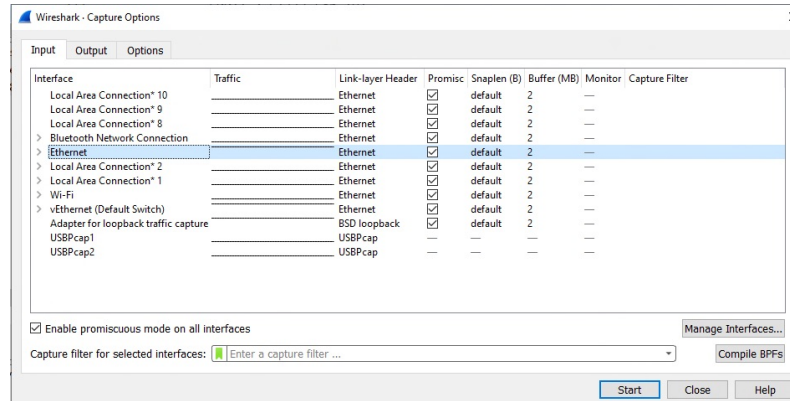 Wireshark · Capture Options
Input Output Options
Interface Traffic Link-layer Header Promisc Snaplen (B) Buffer (MB) Monitor Capture Filter
Local Area Connection* 10 Ethernet default 2 —
Local Area Connection* 9 Ethernet default 2 —
Local Area Connection* 8 Ethernet default 2 —
Bluetooth Network Connection Ethernet default 2 —
Ethernet Ethernet default 2 —
Local Area Connection* 2 Ethernet default 2 —
Local Area Connection* 1 Ethernet default 2 —
Wi-Fi Ethernet default 2 —
vEthernet (Default Switch) Ethernet default 2 —
Adapter for loopback traffic capture BSD loopback default 2 —
USBPcap1 USBPcap — — — —
USBPcap2 USBPcap — — — —
Enable promiscuous mode on all interfaces Manage Interfaces...
Capture filter for selected interfaces: Enter a capture filter ... Compile BPFs
Start Close Help